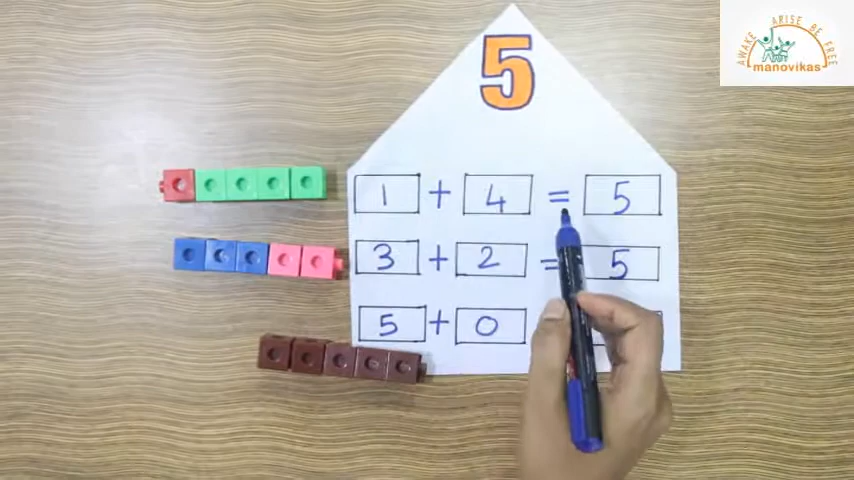 AWAKE ARISE BE FREE
manovikas
5
1 + 4 = 5
3 + 2 = 5
5 + 0